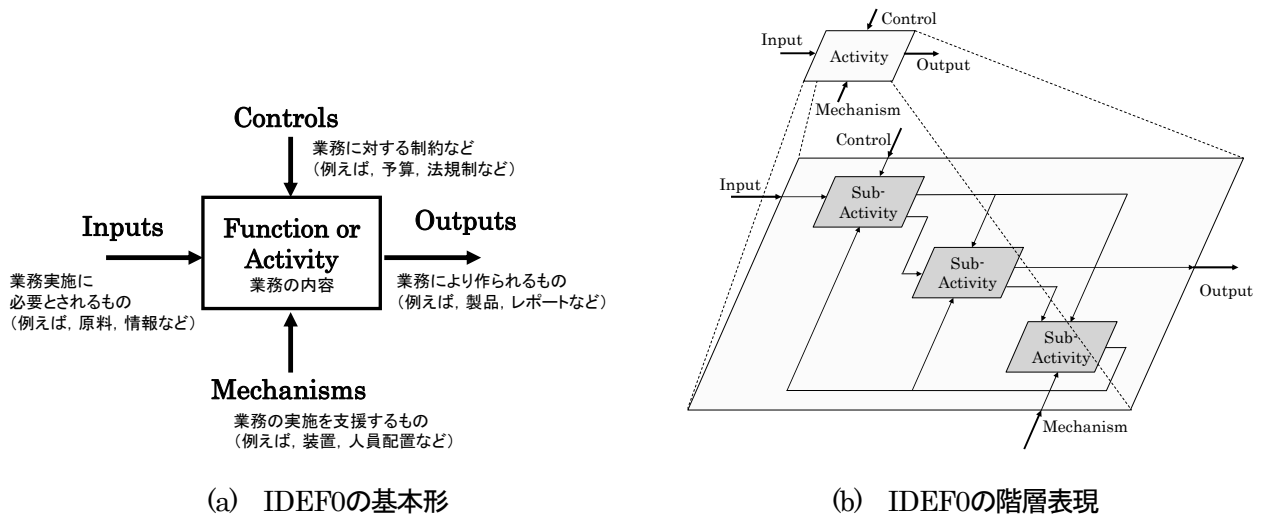 Controls
業務に対する制約など
（例えば, 予算, 法規制など）
Inputs
Function or
Activity
業務の内容
Outputs
業務実施に
必要とされるもの
（例えば, 原料, 情報など）
業務により作られるもの
（例えば, 製品, レポートなど）
Mechanisms
業務の実施を支援するもの
（例えば, 装置, 人員配置など）
(a) IDEF0の基本形
Control
Input
Activity
Output
Mechanism
Control
Input
Sub-
Activity
Sub-
Activity
Output
Sub-
Activity
Mechanism
(b) IDEF0の階層表現